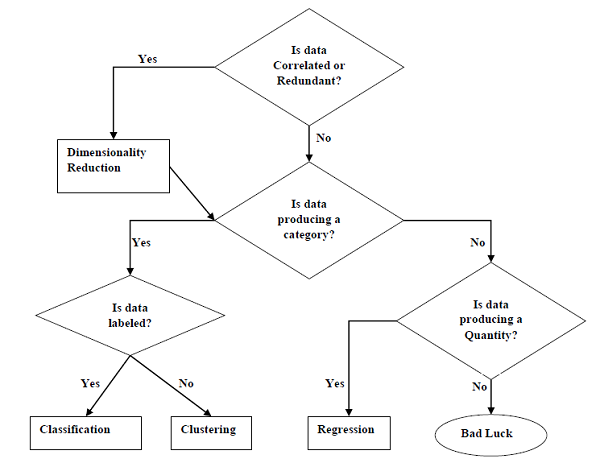 Is data
Correlated or
Redundant?
Yes
No
Dimensionality
Reduction
Is data
producing a
category?
Yes
No
Is data
labeled?
Is data
producing a
Quantity?
Yes
No
Yes
No
Classification
Clustering
Regression
Bad Luck